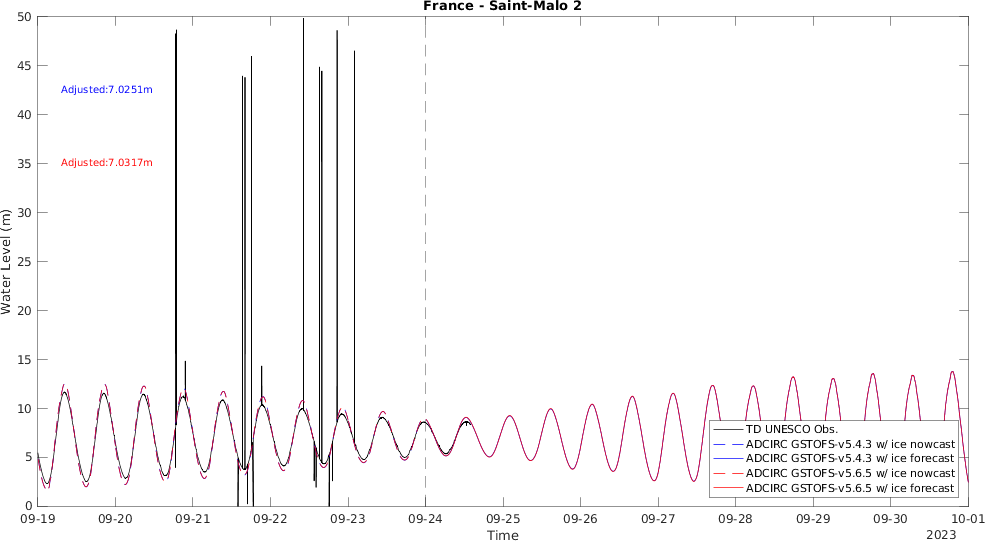 France - Saint-Malo 2
50
45
40
35
30
25
20
15
10
5
0
Water Level (m)
Adjusted:7.0251m
Adjusted:7.0317m
TD UNESCO Obs.
ADCIRC GSTOFS-v5.4.3 w/ ice nowcast
ADCIRC GSTOFS-v5.4.3 w/ ice forecast
ADCIRC GSTOFS-v5.6.5 w/ ice nowcast
ADCIRC GSTOFS-v5.6.5 w/ ice forecast
09-19 09-20 09-21 09-22 09-23 09-24 09-25 09-26 09-27 09-28 09-29 09-30 10-01
Time
2023